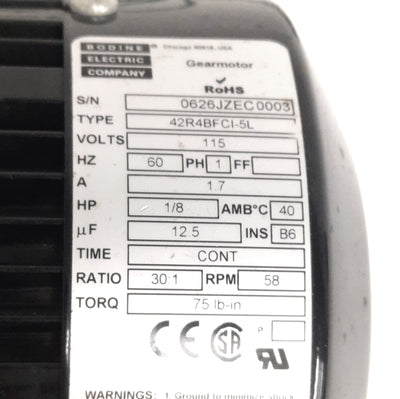 BODINE
ELECTRIC
COMPANY
Chicago 60618, USA
Gearmotor
RoHS
S/N 0626JZEC0003
TYPE 42R4BFCI-5L
VOLTS 115
HZ 60 PH 1 FF
A 1.7
HP 1/8 AMB°C 40
µF 12.5 INS B6
TIME CONT
RATIO 30:1 RPM 58
TORQ 75 lb-in
CE SA P
WARNINGS: 1. Ground to minimize shock